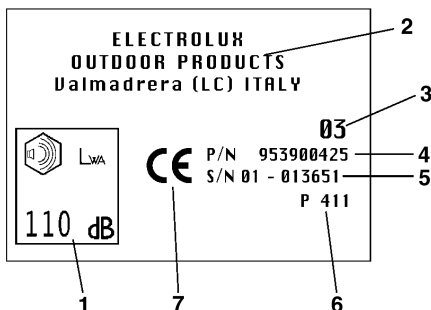 ELECTROLUX
OUTDOOR PRODUCTS
Valmadrera (LC) ITALY
2
03
3
LWA
CE
P/N 953900425
4
S/N 01 - 013651
5
P 411
110 dB
1
7
6